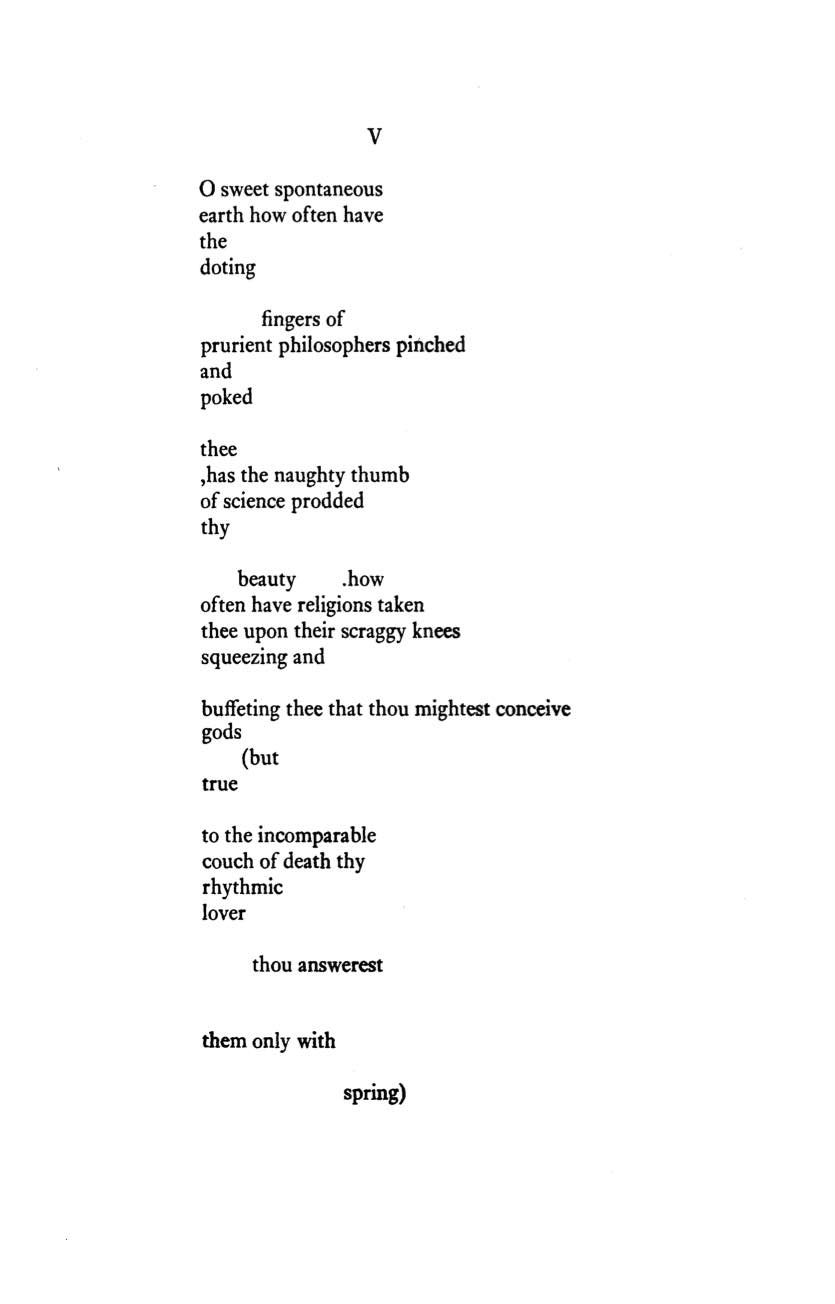 V
O sweet spontaneous
earth how often have
the
doting
fingers of
prurient philosophers pinched
and
poked
thee
,has the naughty thumb
of science prodded
thy
beauty .how
often have religions taken
thee upon their scraggy knees
squeezing and
buffeting thee that thou mightest conceive
gods
(but
true
to the incomparable
couch of death thy
rhythmic
lover
thou answerest
them only with
spring)